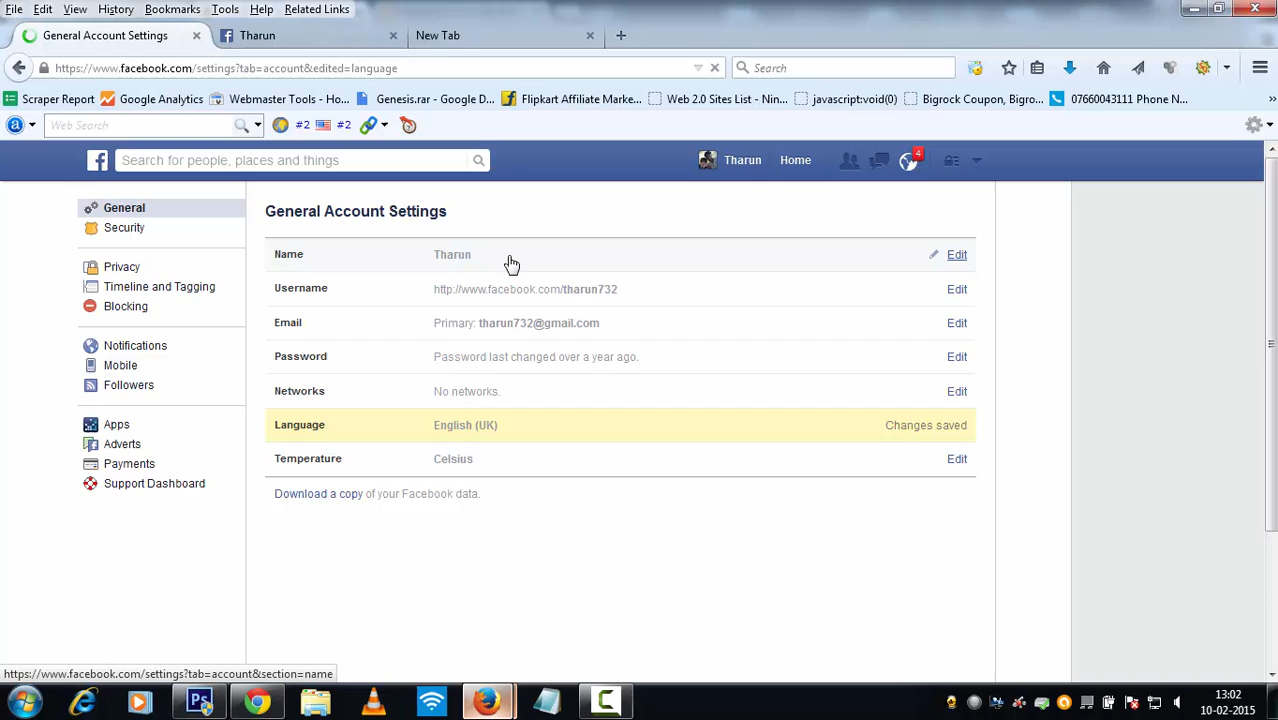 File Edit View History Bookmarks Tools Help Related Links
General Account Settings × Tharun × New Tab × +
https://www.facebook.com/settings?tab=account&edited=language Search
Scraper Report Google Analytics Webmaster Tools - Ho... Genesis.rar - Google D... Flipkart Affiliate Marke... Web 2.0 Sites List - Nin... javascript:void(0) Bigrock Coupon, Bigro... 07660043111 Phone N... »
a Web Search #2 #2
f Search for people, places and things Tharun Home 4
General
Security
Privacy
Timeline and Tagging
Blocking
Notifications
Mobile
Followers
Apps
Adverts
Payments
Support Dashboard
General Account Settings
Name Tharun Edit
Username http://www.facebook.com/tharun732 Edit
Email Primary: tharun732@gmail.com Edit
Password Password last changed over a year ago. Edit
Networks No networks. Edit
Language English (UK) Changes saved
Temperature Celsius Edit
Download a copy of your Facebook data.
https://www.facebook.com/settings?tab=account&section=name
Ps C 13:02
10-02-2015